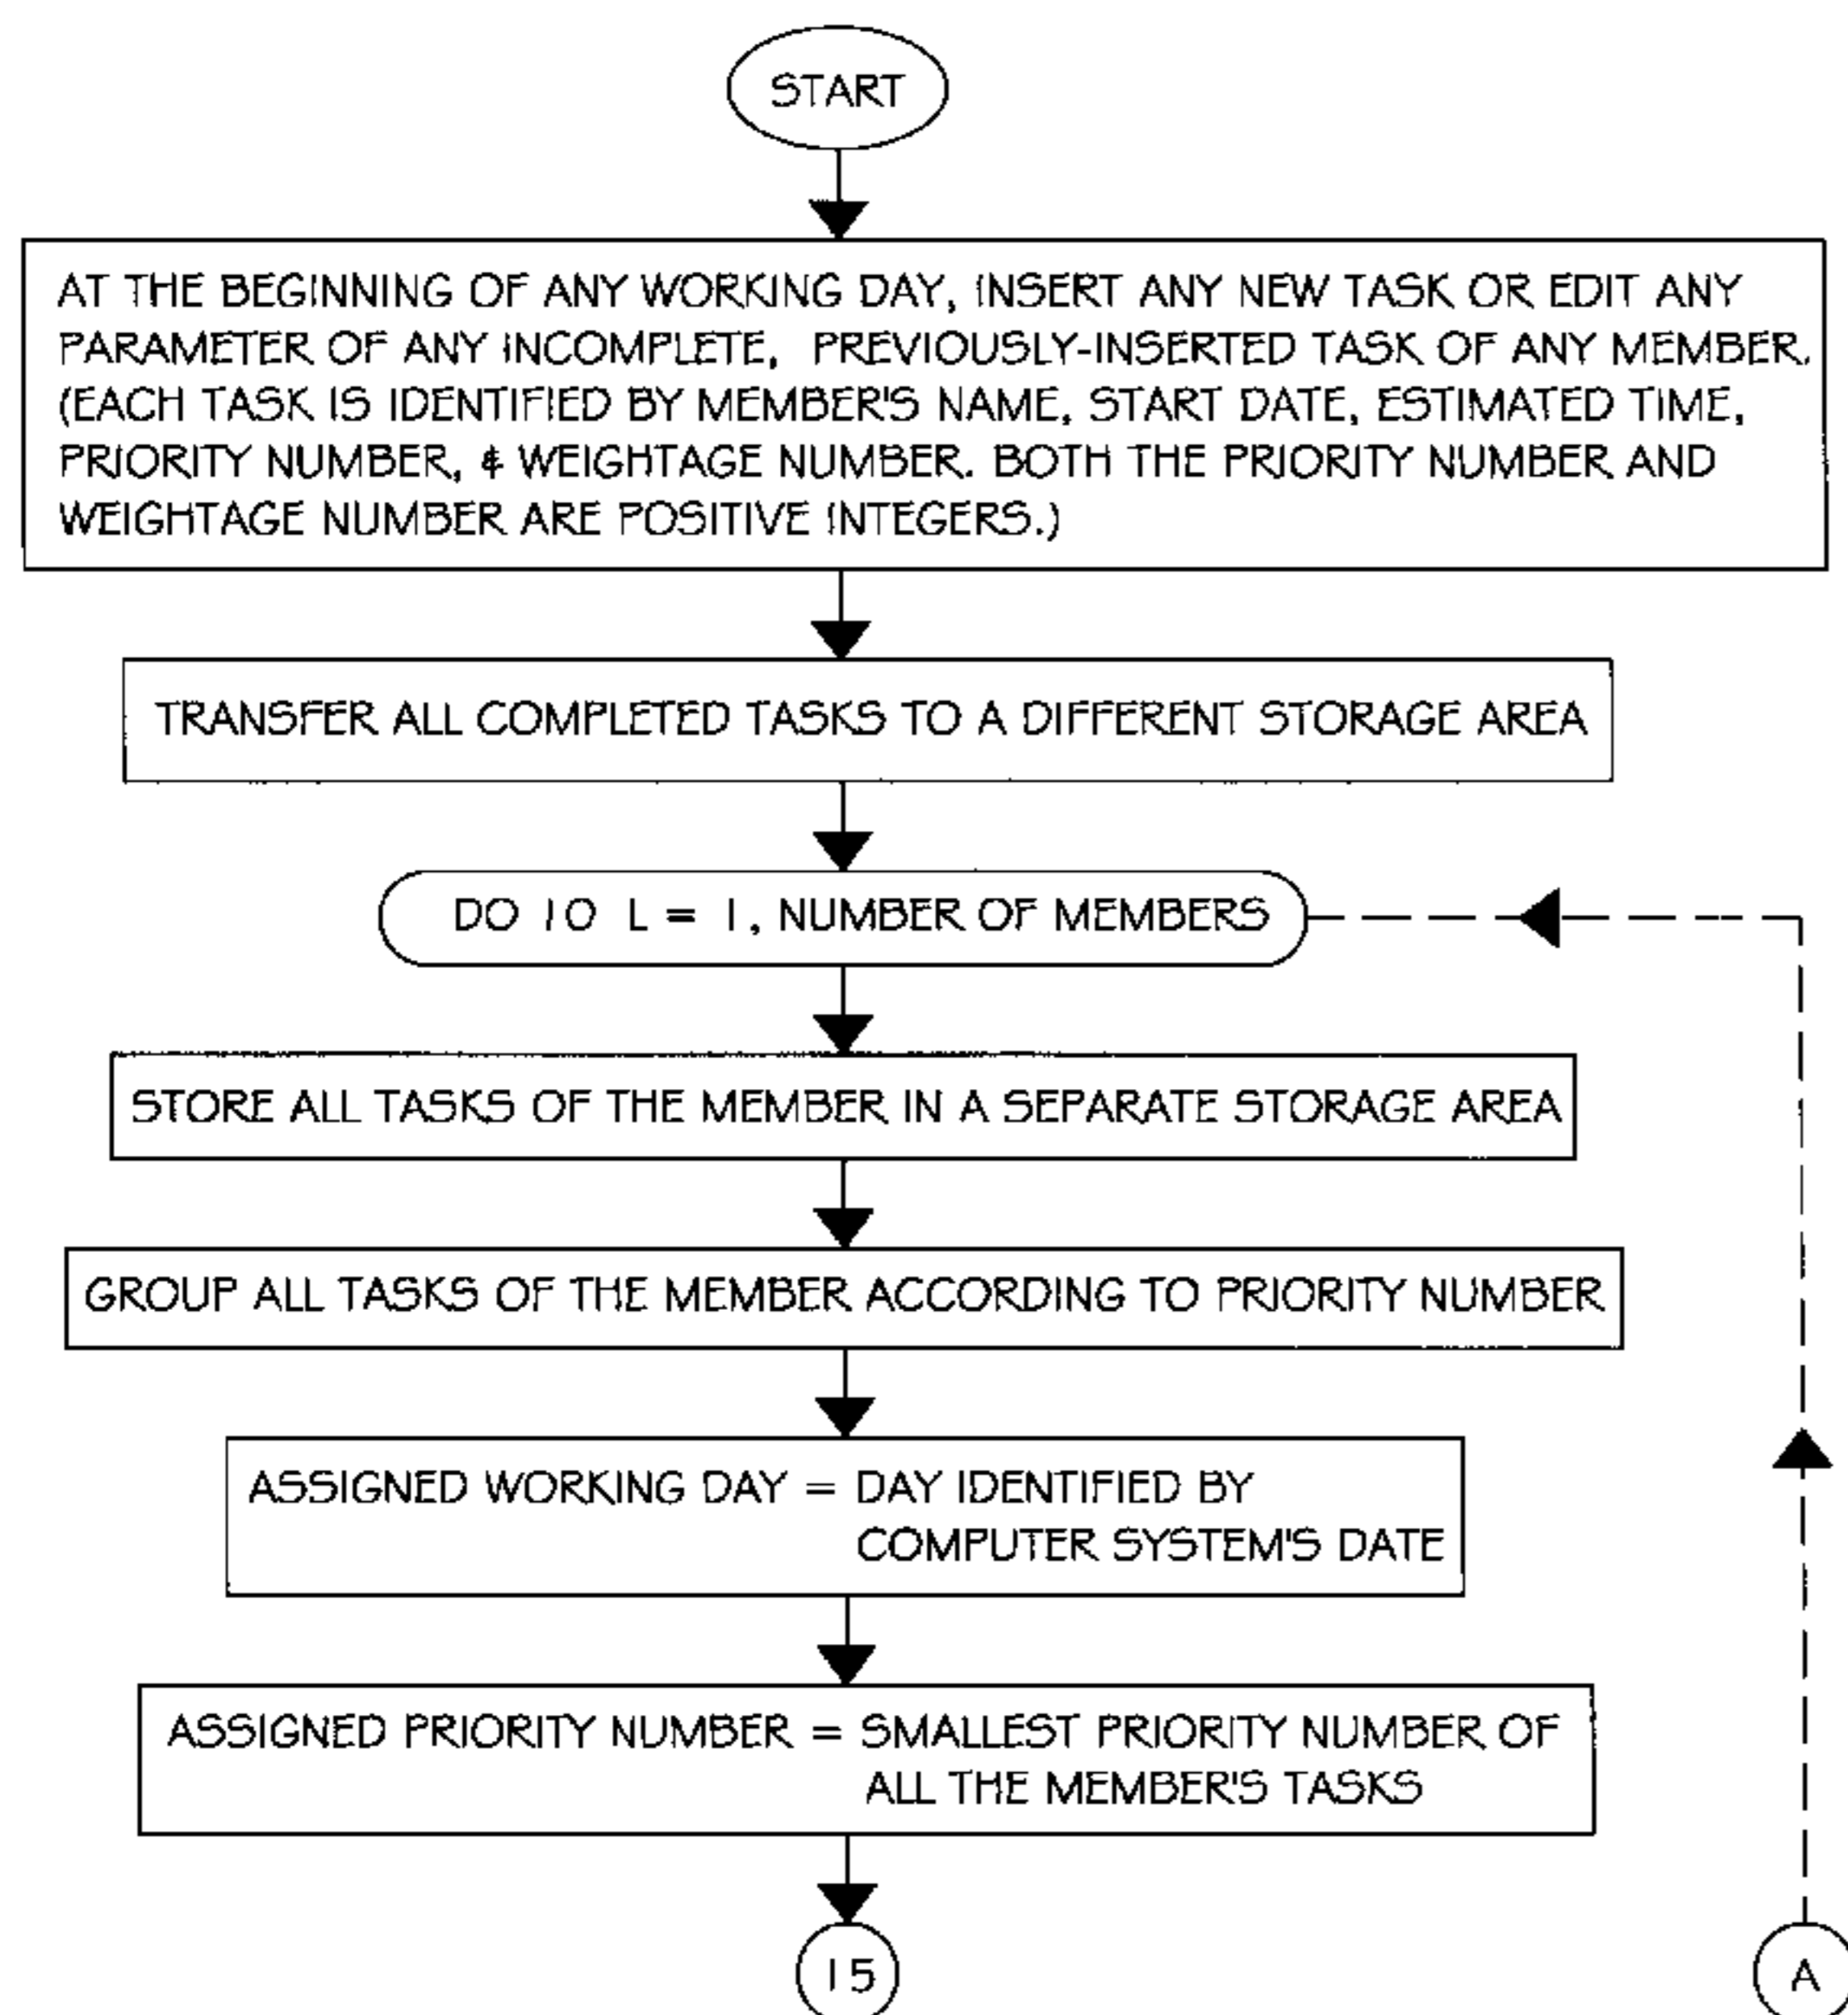 START
AT THE BEGINNING OF ANY WORKING DAY, INSERT ANY NEW TASK OR EDIT ANY
PARAMETER OF ANY INCOMPLETE, PREVIOUSLY-INSERTED TASK OF ANY MEMBER.
(EACH TASK IS IDENTIFIED BY MEMBER'S NAME, START DATE, ESTIMATED TIME,
PRIORITY NUMBER, & WEIGHTAGE NUMBER. BOTH THE PRIORITY NUMBER AND
WEIGHTAGE NUMBER ARE POSITIVE INTEGERS.)
TRANSFER ALL COMPLETED TASKS TO A DIFFERENT STORAGE AREA
DO 10 L = 1, NUMBER OF MEMBERS
STORE ALL TASKS OF THE MEMBER IN A SEPARATE STORAGE AREA
GROUP ALL TASKS OF THE MEMBER ACCORDING TO PRIORITY NUMBER
ASSIGNED WORKING DAY = DAY IDENTIFIED BY
COMPUTER SYSTEM'S DATE
ASSIGNED PRIORITY NUMBER = SMALLEST PRIORITY NUMBER OF
ALL THE MEMBER'S TASKS
15
A